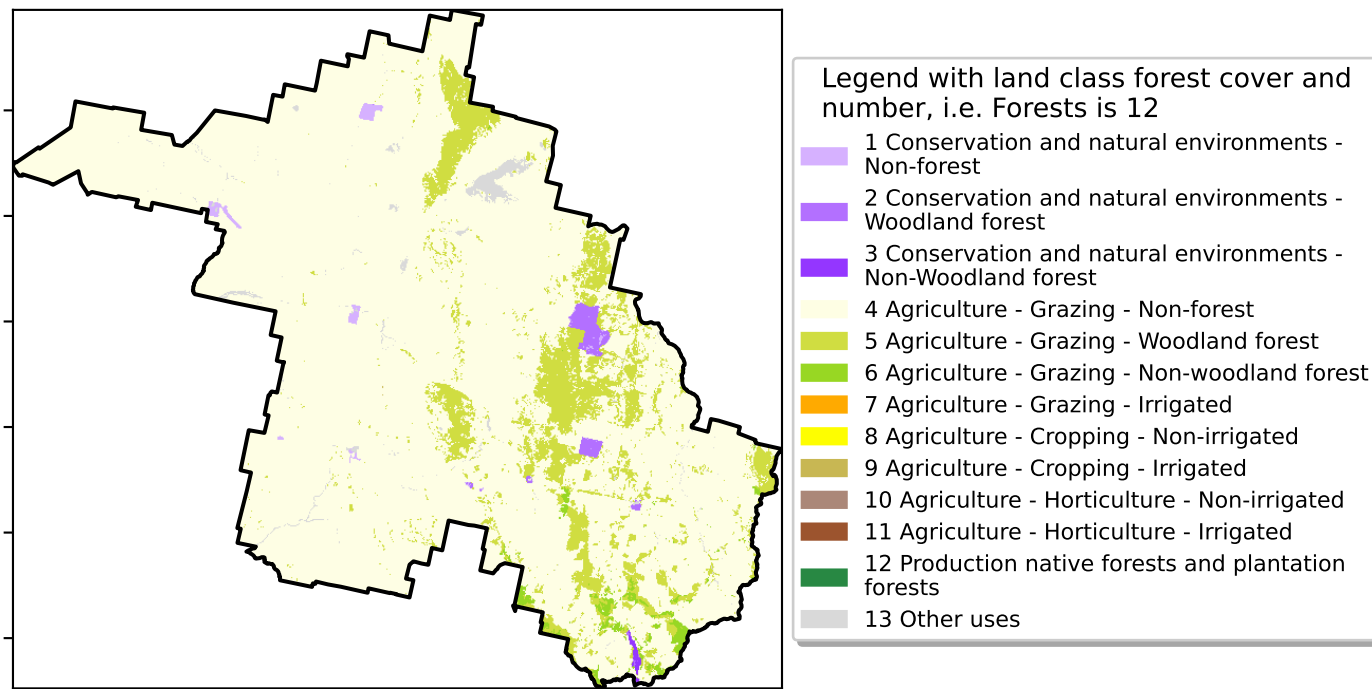 Legend with land class forest cover and
number, i.e. Forests is 12
1 Conservation and natural environments -
Non-forest
2 Conservation and natural environments -
Woodland forest
3 Conservation and natural environments -
Non-Woodland forest
4 Agriculture - Grazing - Non-forest
5 Agriculture - Grazing - Woodland forest
6 Agriculture - Grazing - Non-woodland forest
7 Agriculture - Grazing - Irrigated
8 Agriculture - Cropping - Non-irrigated
9 Agriculture - Cropping - Irrigated
10 Agriculture - Horticulture - Non-irrigated
11 Agriculture - Horticulture - Irrigated
12 Production native forests and plantation
forests
13 Other uses